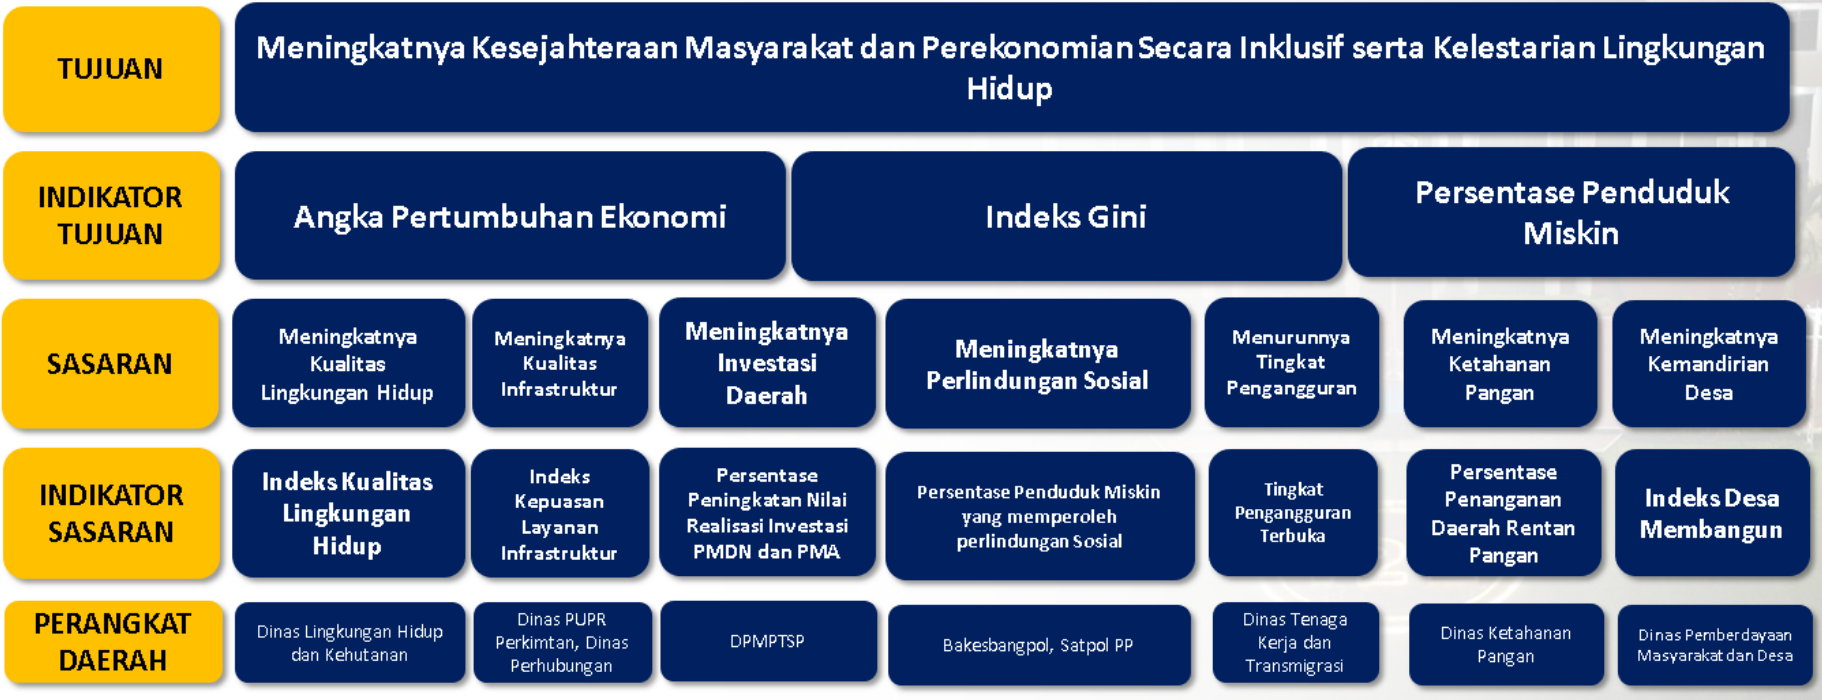 TUJUAN
Meningkatnya Kesejahteraan Masyarakat dan Perekonomian Secara Inklusif serta Kelestarian Lingkungan
Hidup
INDIKATOR
TUJUAN
Angka Pertumbuhan Ekonomi
Indeks Gini
Persentase Penduduk
Miskin
SASARAN
Meningkatnya
Kualitas
Lingkungan Hidup
Meningkatnya
Kualitas
Infrastruktur
Meningkatnya
Investasi
Daerah
Meningkatnya
Perlindungan Sosial
Menurunnya
Tingkat
Pengangguran
Meningkatnya
Ketahanan
Pangan
Meningkatnya
Kemandirian
Desa
INDIKATOR
SASARAN
Indeks Kualitas
Lingkungan
Hidup
Indeks
Kepuasan
Layanan
Infrastruktur
Persentase
Peningkatan Nilai
Realisasi Investasi
PMDN dan PMA
Persentase Penduduk Miskin
yang memperoleh
perlindungan Sosial
Tingkat
Pengangguran
Terbuka
Persentase
Penanganan
Daerah Rentan
Pangan
Indeks Desa
Membangun
PERANGKAT
DAERAH
Dinas Lingkungan Hidup
dan Kehutanan
Dinas PUPR
Perkimtan, Dinas
Perhubungan
DPMPTSP
Bakesbangpol, Satpol PP
Dinas Tenaga
Kerja dan
Transmigrasi
Dinas Ketahanan
Pangan
Dinas Pemberdayaan
Masyarakat dan Desa